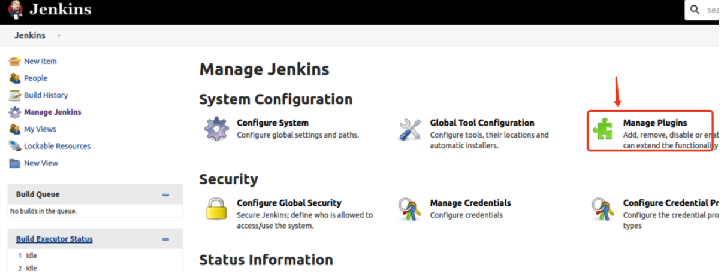 Jenkins
sea
Jenkins
New Item
People
Build History
Manage Jenkins
My Views
Lockable Resources
New View
Build Queue
No builds in the queue.
Build Executor Status
1 Idle
2 Idle
Manage Jenkins
System Configuration
Configure System
Configure global settings and paths.
Global Tool Configuration
Configure tools, their locations and
automatic installers.
Manage Plugins
Add, remove, disable or enab
can extend the functionality
Security
Configure Global Security
Secure Jenkins; define who is allowed to
access/use the system.
Manage Credentials
Configure credentials
Configure Credential Pr
Configure the credential pro
types
Status Information